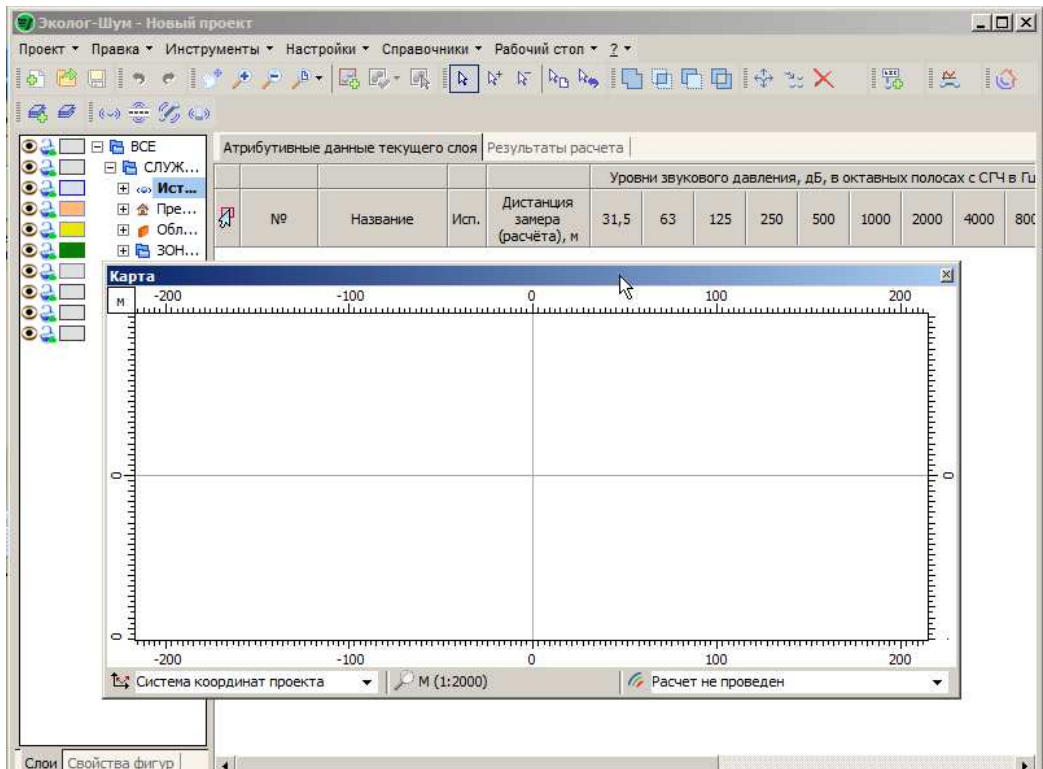 Эколог-Шум - Новый проект
Проект Правка Инструменты Настройки Справочники Рабочий стол ?
ВСЕ
СЛУЖ...
Ист...
Пре...
Обл...
ЗОН...
Атрибутивные данные текущего слоя Результаты расчета
Уровни звукового давления, дБ, в октавных полосах с СГЧ в Гц
№ Название Исп. Дистанция замера (расчёта), м 31,5 63 125 250 500 1000 2000 4000 800
Карта
м -200 -100 0 100 200
0 0
0
-200 -100 0 100 200
Система координат проекта М (1:2000) Расчет не проведен
Слои Свойства фигур